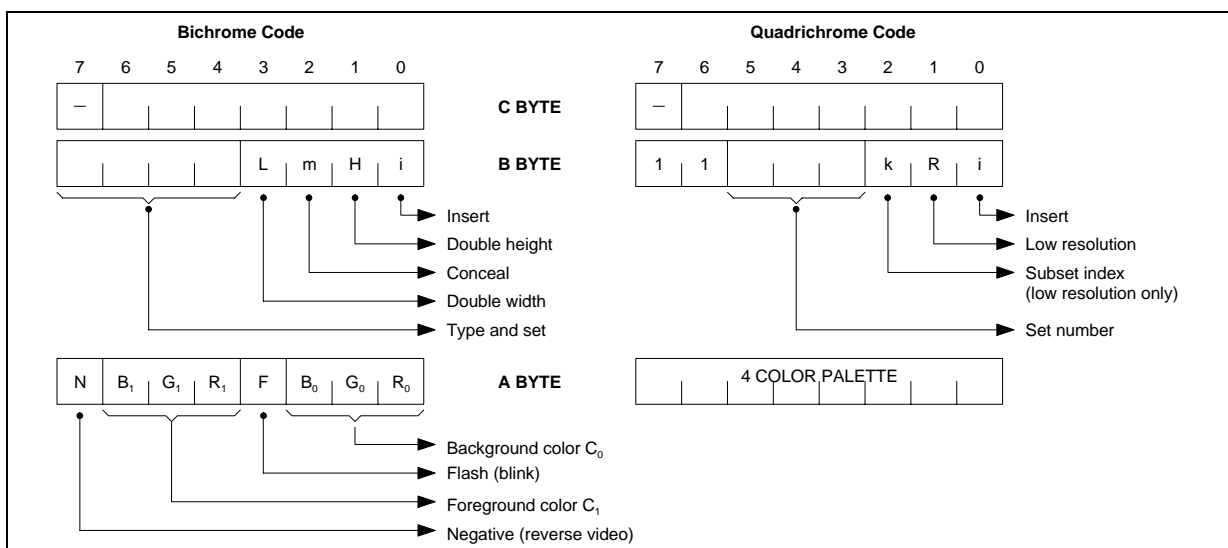 Bichrome Code
Quadrichrome Code
7 6 5 4 3 2 1 0
7 6 5 4 3 2 1 0
– C BYTE –
L m H i B BYTE 1 1 k R i
Insert
Double height
Conceal
Double width
Type and set
Insert
Low resolution
Subset index
(low resolution only)
Set number
N B₁ G₁ R₁ F B₀ G₀ R₀ A BYTE 4 COLOR PALETTE
Background color C₀
Flash (blink)
Foreground color C₁
Negative (reverse video)